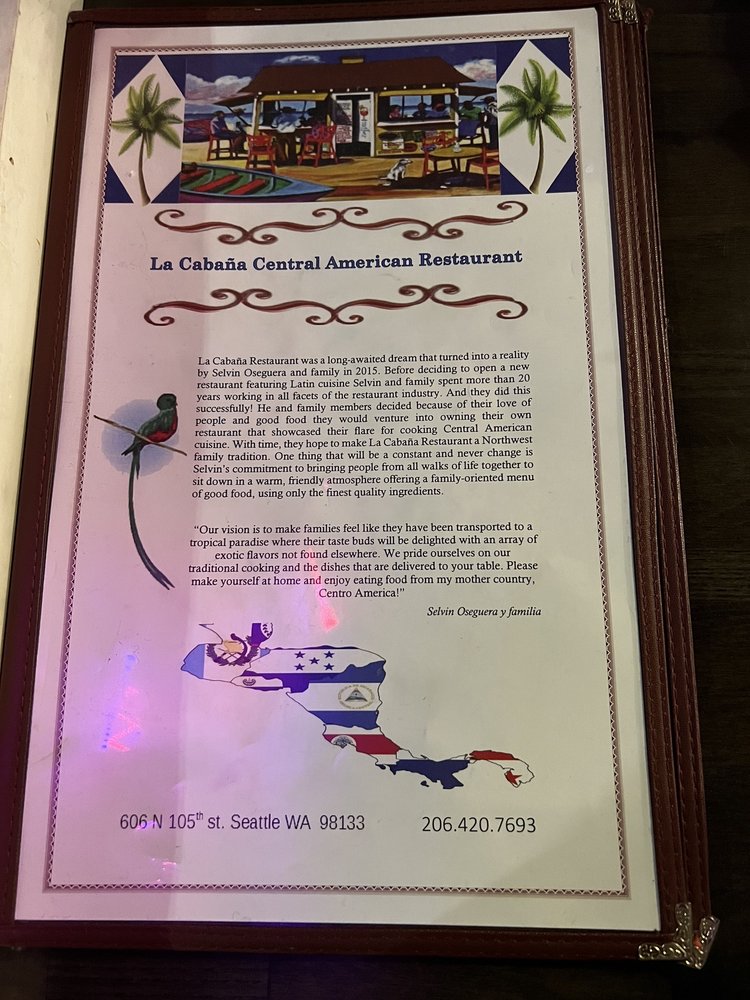 La Cabaña Central American Restaurant
La Cabaña Restaurant was a long-awaited dream that turned into a reality
by Selvin Oseguera and family in 2015. Before deciding to open a new
restaurant featuring Latin cuisine Selvin and family spent more than 20
years working in all facets of the restaurant industry. And they did this
successfully! He and family members decided because of their love of
people and good food they would venture into owning their own
restaurant that showcased their flare for cooking Central American
cuisine. With time, they hope to make La Cabaña Restaurant a Northwest
family tradition. One thing that will be a constant and never change is
Selvin's commitment to bringing people from all walks of life together to
sit down in a warm, friendly atmosphere offering a family-oriented menu
of good food, using only the finest quality ingredients.
“Our vision is to make families feel like they have been transported to a
tropical paradise where their taste buds will be delighted with an array of
exotic flavors not found elsewhere. We pride ourselves on our
traditional cooking and the dishes that are delivered to your table. Please
make yourself at home and enjoy eating food from my mother country,
Centro America!”
Selvin Oseguera y familia
606 N 105th st. Seattle WA 98133 206.420.7693